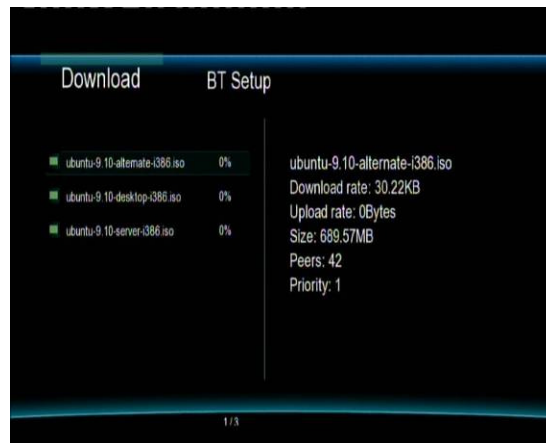 Download BT Setup
ubuntu-9.10-alternate-i386.iso 0%
ubuntu-9.10-desktop-i386.iso 0%
ubuntu-9.10-server-i386.iso 0%
ubuntu-9.10-alternate-i386.iso
Download rate: 30.22KB
Upload rate: 0Bytes
Size: 689.57MB
Peers: 42
Priority: 1
1/3